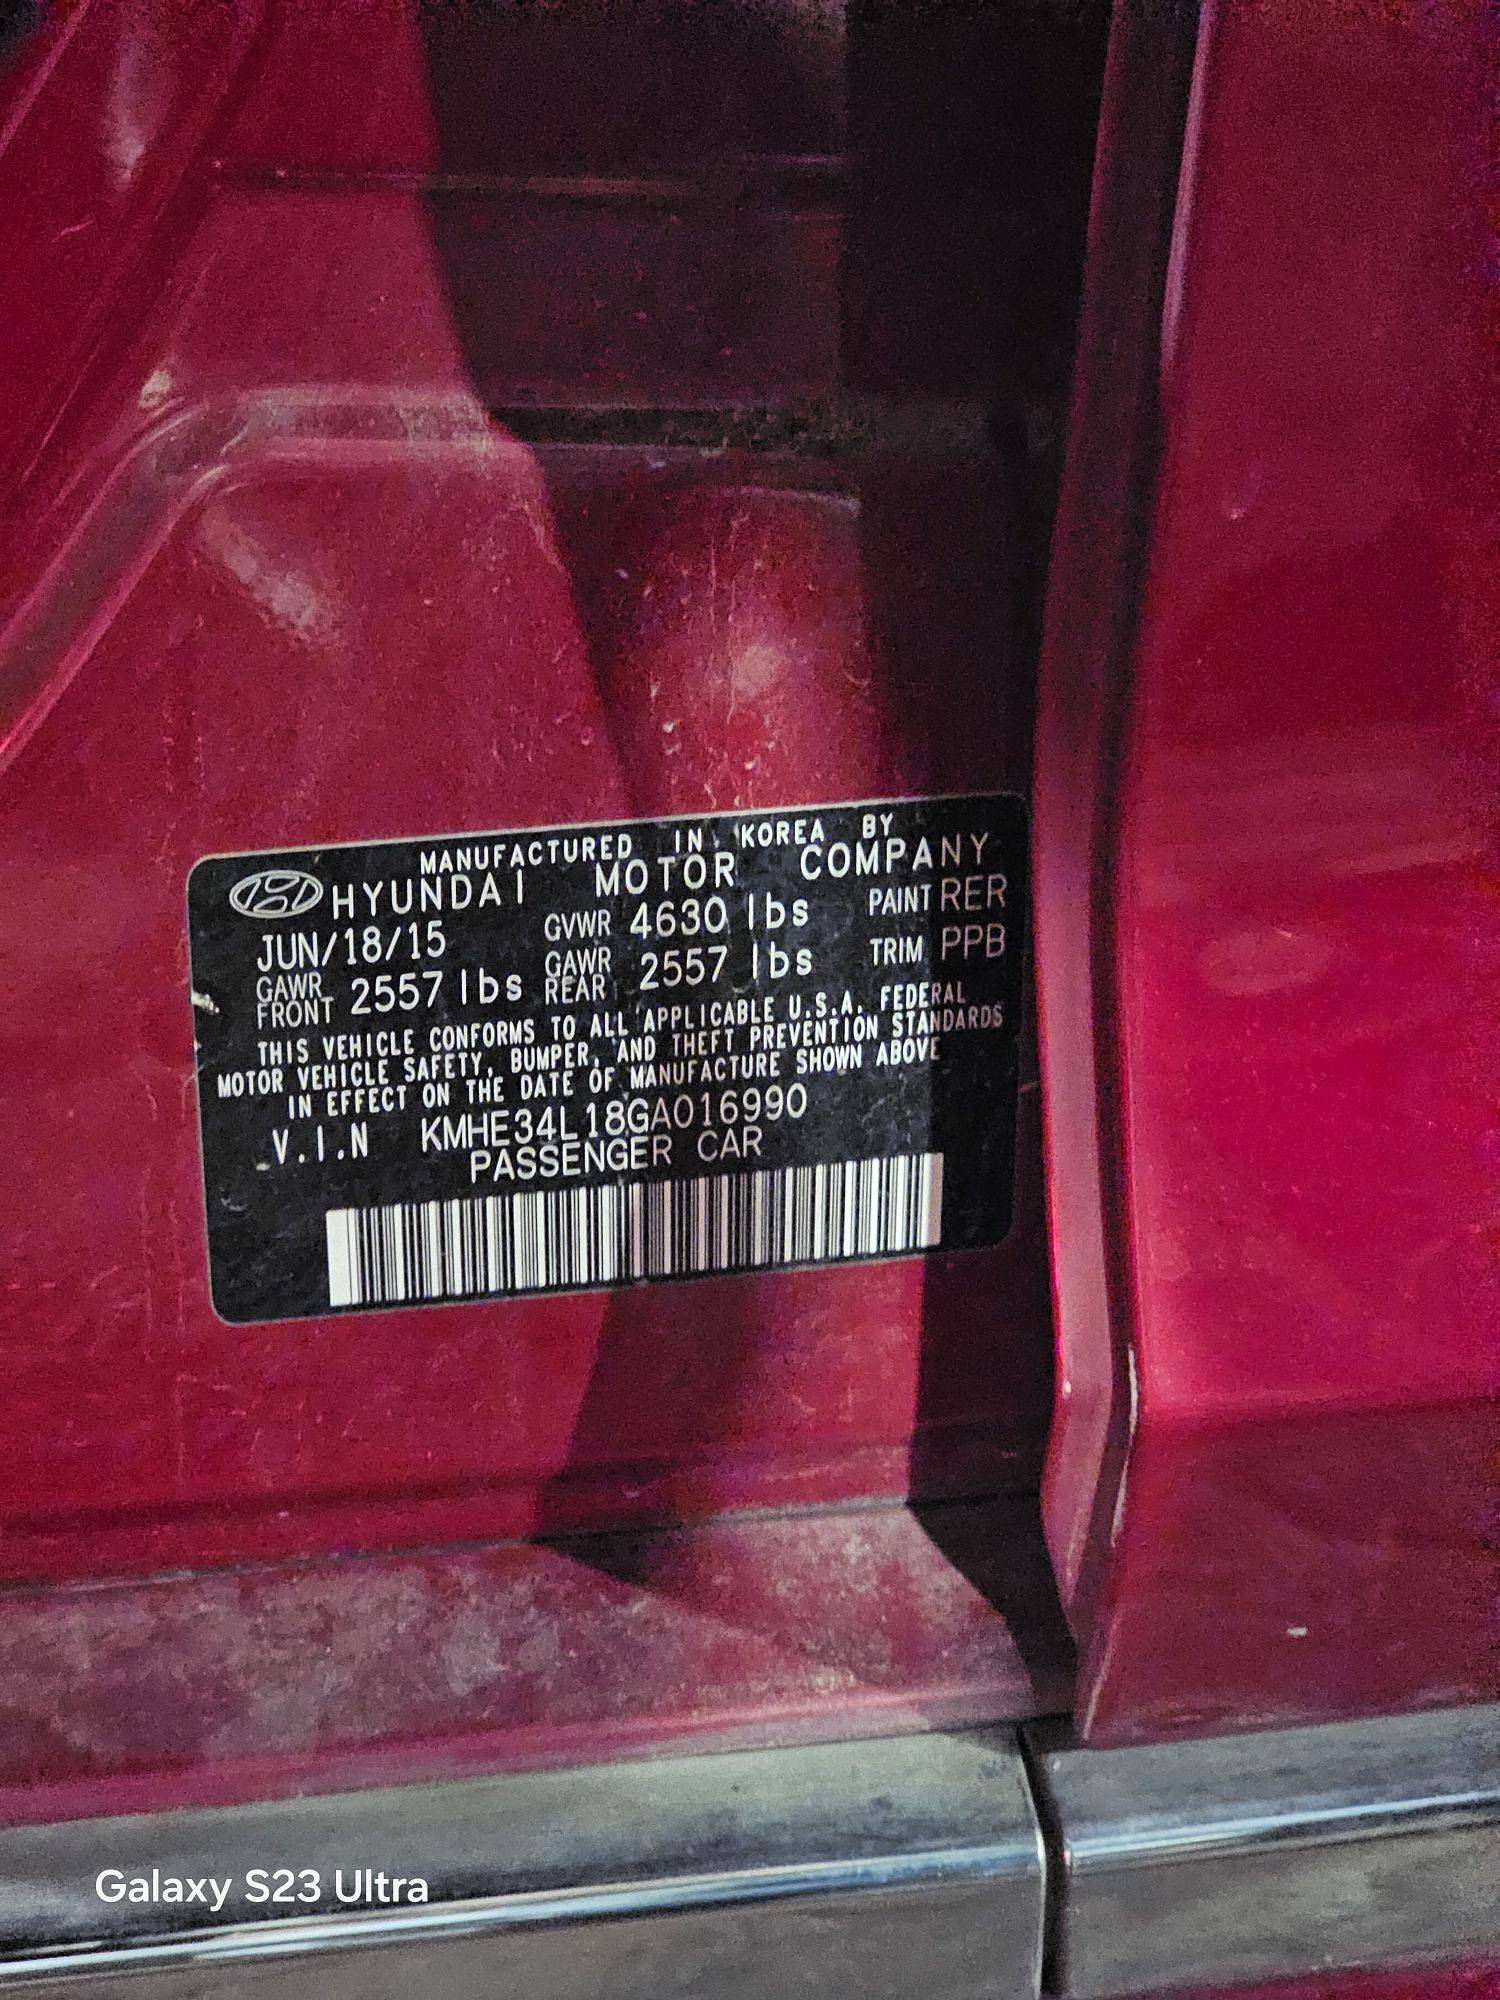 MANUFACTURED IN KOREA BY
HYUNDAI MOTOR COMPANY
JUN/18/15 GVWR 4630 lbs PAINT RER
GAWR FRONT 2557 lbs GAWR REAR 2557 lbs TRIM PPB
THIS VEHICLE CONFORMS TO ALL APPLICABLE U.S.A. FEDERAL
MOTOR VEHICLE SAFETY, BUMPER, AND THEFT PREVENTION STANDARDS
IN EFFECT ON THE DATE OF MANUFACTURE SHOWN ABOVE
V.I.N KMHE34L18GA016990
PASSENGER CAR
Galaxy S23 Ultra